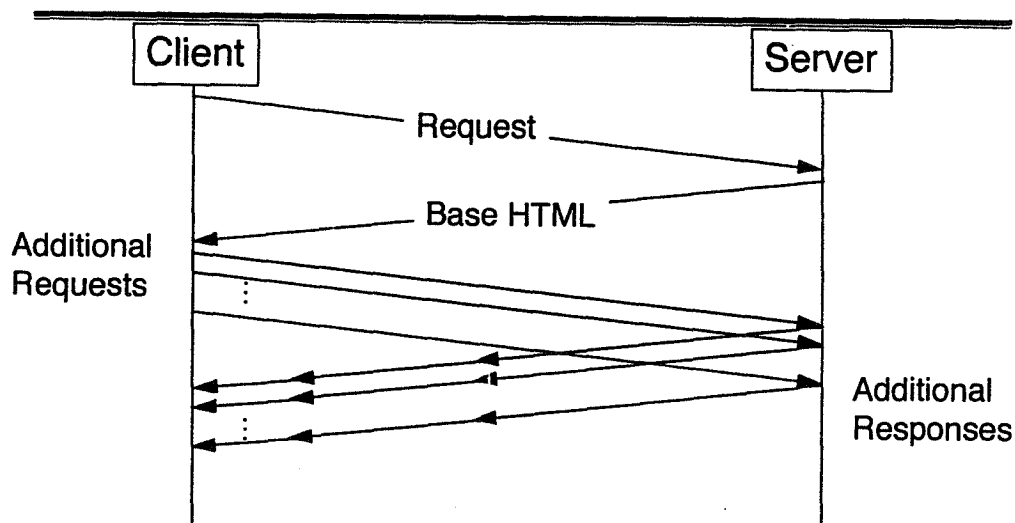 Client
Server
Request
Base HTML
Additional
Requests
Additional
Responses